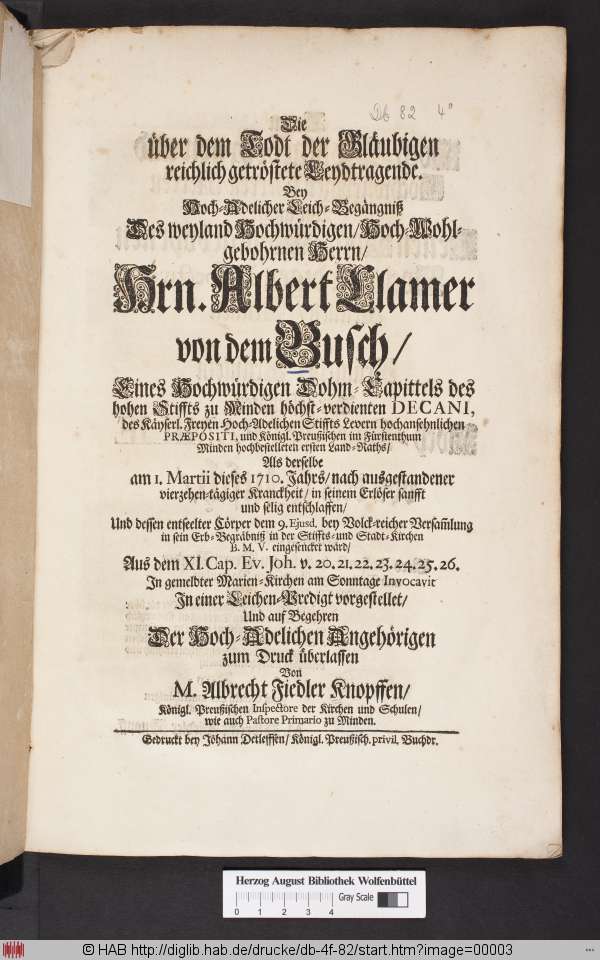 Db 82 4°
Die
über dem Todt der Gläubigen
reichlich getröstete Leydtragende.
Bey
Hoch-Adelicher Leich-Begängniß
Des weyland Hochwürdigen/ Hoch-Wohl-
gebohrnen Herrn/
Hrn. Albert Clamer
von dem Busch/
Eines Hochwürdigen Dohm-Capittels des
hohen Stiffts zu Minden höchst-verdienten DECANI,
des Käyserl. Freyen Hoch-Adelichen Stiffts Levern hochansehnlichen
PRÆPOSITI, und Königl. Preußischen im Fürstenthum
Minden hochbestelleten ersten Land-Raths/
Als derselbe
am 1. Martii dieses 1710. Jahrs/ nach ausgestandener
vierzehen-tägiger Kranckheit/ in seinem Erlöser sanfft
und selig entschlaffen/
Und dessen entseelter Cörper dem 9. Ejusd. bey Volck-reicher Versam̃lung
in sein Erb-Begräbniß in der Stiffts-und Stadt-Kirchen
B. M. V. eingesencket ward/
Aus dem XI. Cap. Ev. Joh. v. 20. 21. 22. 23. 24. 25. 26.
In gemeldter Marien-Kirchen am Sonntage Invocavit
In einer Leichen-Predigt vorgestellet/
Und auf Begehren
Der Hoch-Adelichen Angehörigen
zum Druck überlassen
Von
M. Albrecht Fiedler Knopffen/
Königl. Preußischen Inspectore der Kirchen und Schulen/
wie auch Pastore Primario zu Minden.
Gedruckt bey Johann Detleffsen/ Königl. Preußisch. privil. Buchdr.
Herzog August Bibliothek Wolfenbüttel
0 1 2 3 4 Gray Scale
© HAB http://diglib.hab.de/drucke/db-4f-82/start.htm?image=00003